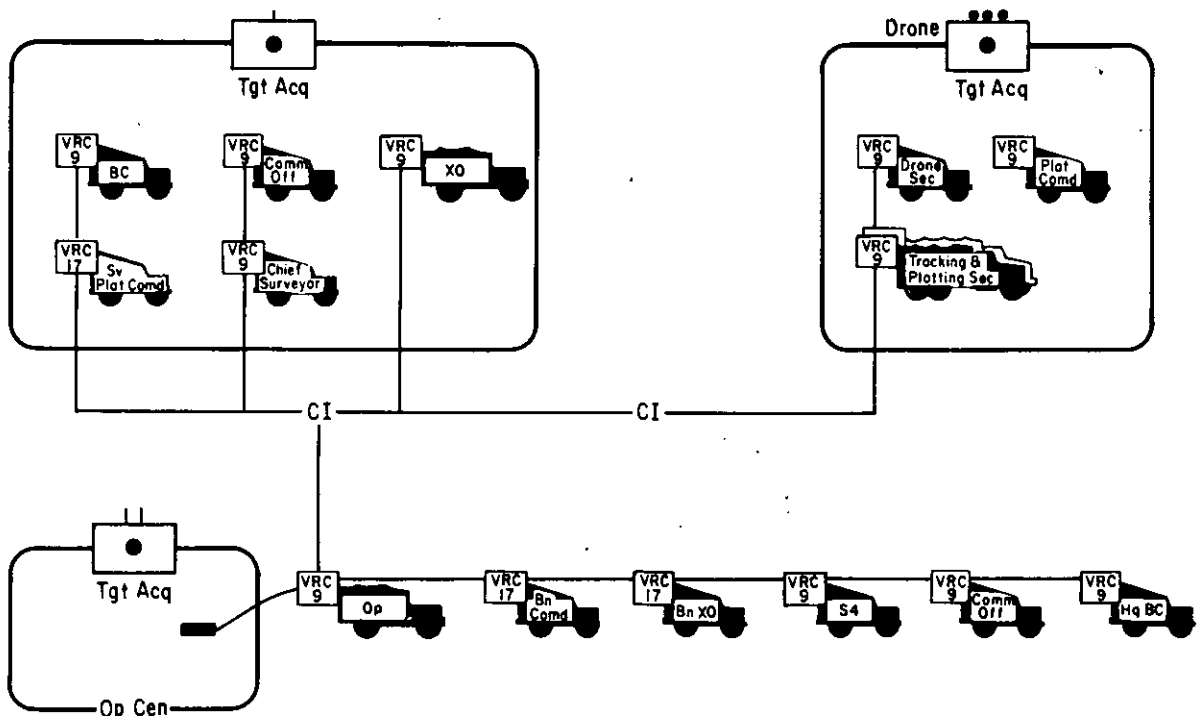 Drone
Tgt Acq
Tgt Acq
VRC
9
BC
VRC
9
Comm
Off
VRC
9
XO
VRC
9
Drone
Sec
VRC
9
Plat
Comd
VRC
17
Sv
Plat Comd
VRC
9
Chief
Surveyor
VRC
9
Tracking &
Plotting Sec
CI
CI
Tgt Acq
VRC
9
Op
VRC
17
Bn
Comd
VRC
17
Bn XO
VRC
9
S4
VRC
9
Comm
Off
VRC
9
Hq BC
Op Cen